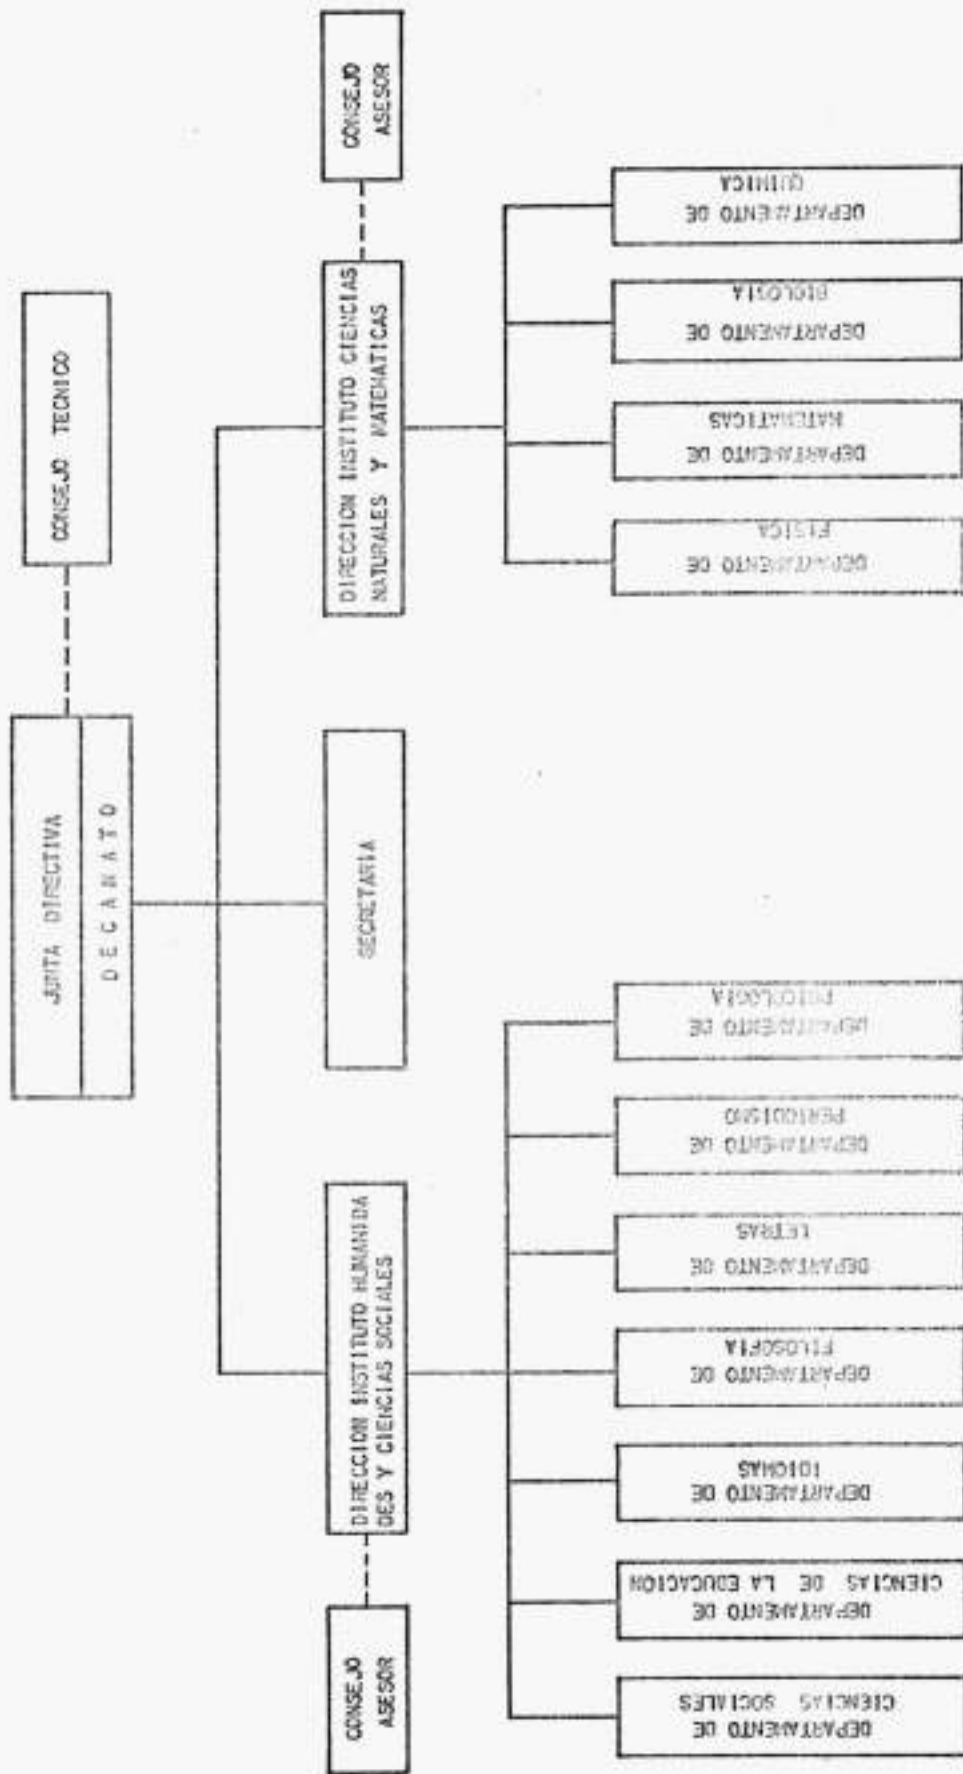 JUNTA DIRECTIVA
DECANATO
CONSEJO TECNICO
CONSEJO
ASESOR
DIRECCION INSTITUTO HUMANIDA
DES Y CIENCIAS SOCIALES
SECRETARIA
DIRECCION INSTITUTO CIENCIAS
NATURALES Y MATEMATICAS
CONSEJO
ASESOR
DEPARTAMENTO DE
CIENCIAS SOCIALES
DEPARTAMENTO DE
CIENCIAS DE LA EDUCACION
DEPARTAMENTO DE
IDIOMAS
DEPARTAMENTO DE
FILOSOFIA
DEPARTAMENTO DE
LETRAS
DEPARTAMENTO DE
PERIODISMO
DEPARTAMENTO DE
PSICOLOGIA
DEPARTAMENTO DE
FISICA
DEPARTAMENTO DE
MATEMATICAS
DEPARTAMENTO DE
BIOLOGIA
DEPARTAMENTO DE
QUIMICA